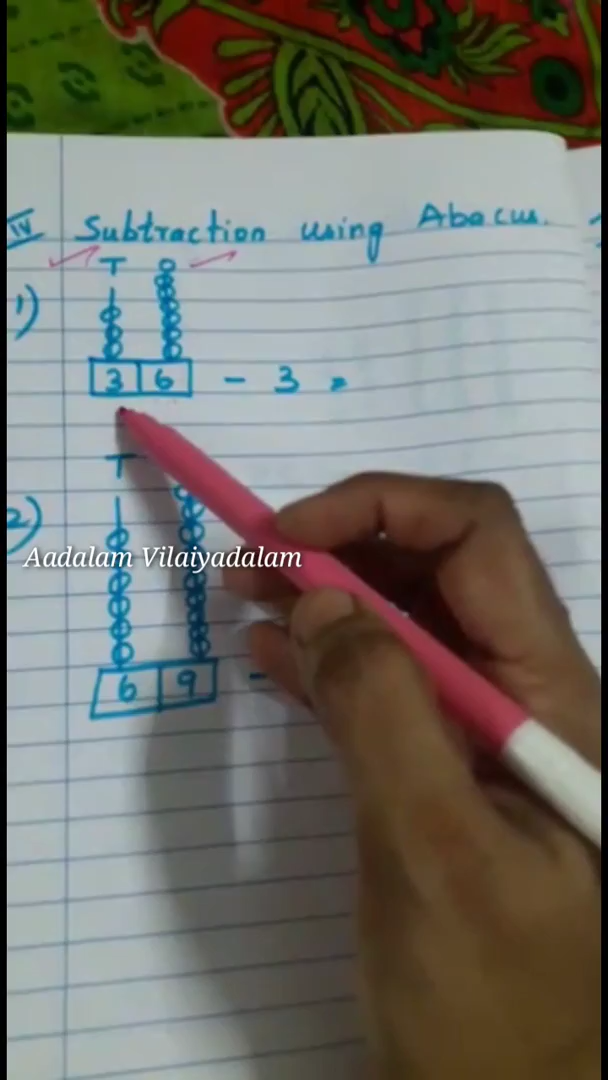 IV Subtraction using Abacus.
T O
1)
3 6 - 3 =
T
2)
Aadalam Vilaiyadalam
6 9 -